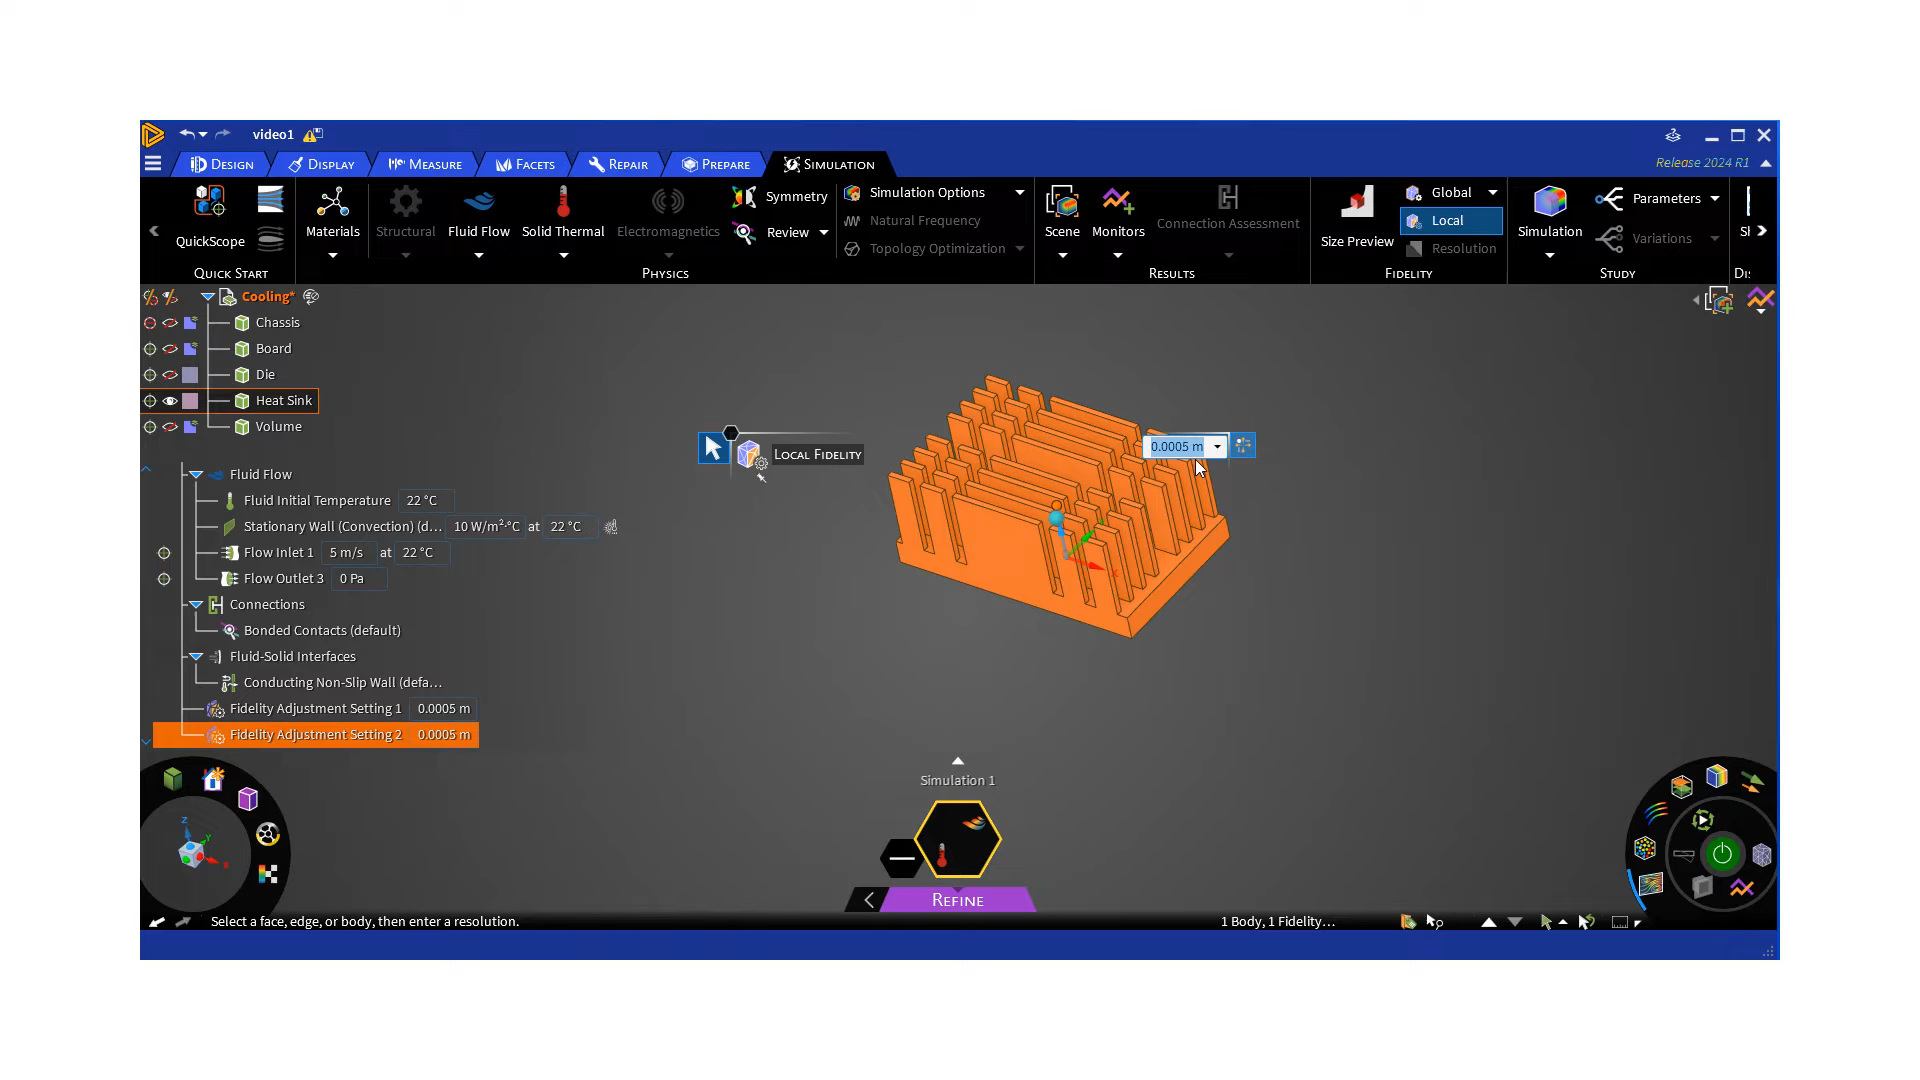 video1
DESIGN
DISPLAY
MEASURE
FACETS
REPAIR
PREPARE
SIMULATION
Release 2024 R1
QuickScope
QUICK START
Materials
Structural
Fluid Flow
Solid Thermal
Electromagnetics
Symmetry
Review
Simulation Options
Natural Frequency
Topology Optimization
PHYSICS
Scene
Monitors
Connection Assessment
RESULTS
Size Preview
Global
Local
Resolution
FIDELITY
Simulation
Parameters
Variations
STUDY
Cooling*
Chassis
Board
Die
Heat Sink
Volume
Fluid Flow
Fluid Initial Temperature 22 °C
Stationary Wall (Convection) (d... 10 W/m²·°C at 22 °C
Flow Inlet 1 5 m/s at 22 °C
Flow Outlet 3 0 Pa
Connections
Bonded Contacts (default)
Fluid-Solid Interfaces
Conducting Non-Slip Wall (defa...
Fidelity Adjustment Setting 1 0.0005 m
Fidelity Adjustment Setting 2 0.0005 m
LOCAL FIDELITY
0.0005 m
X
Z
Y
X
Simulation 1
REFINE
Select a face, edge, or body, then enter a resolution.
1 Body, 1 Fidelity...